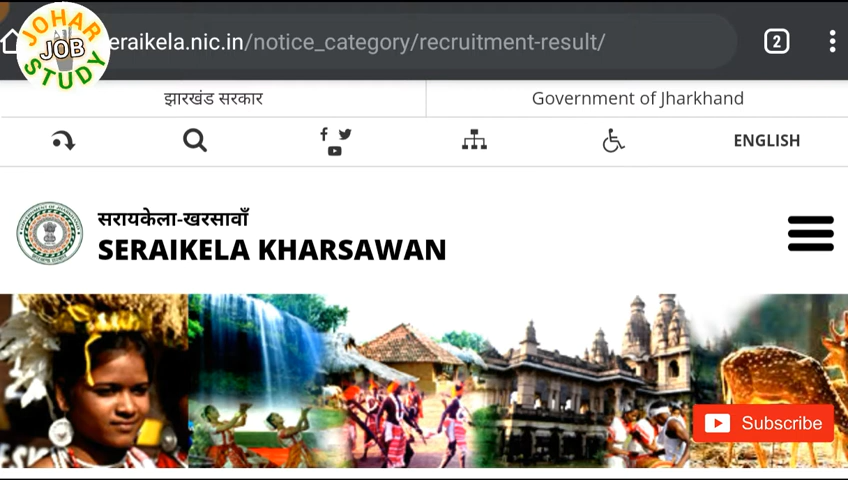 JOHAR
JOB
STUDY
eraikela.nic.in/notice_category/recruitment-result/
2
झारखंड सरकार
Government of Jharkhand
ENGLISH
सरायकेला-खरसावाँ
SERAIKELA KHARSAWAN
Subscribe